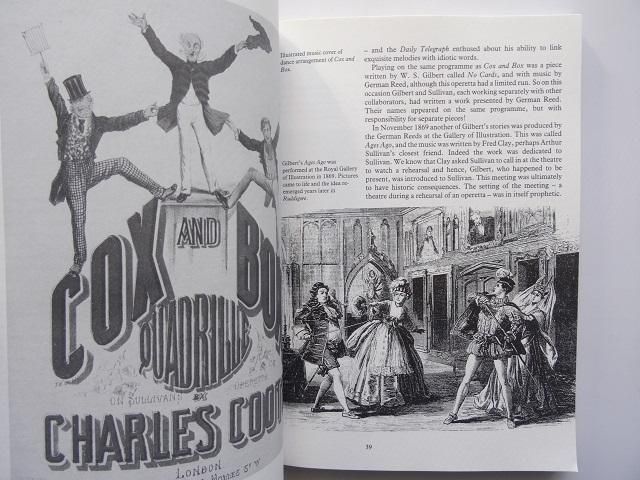 COX
AND
BO
QUADRILLE
ON SULLIVAN'S
OPERETTA
BY
CHARLES COOT
LONDON
Illustrated music cover of
dance arrangement of Cox and
Box.
Gilbert's Ages Ago was
performed at the Royal Gallery
of Illustration in 1869. Pictures
came to life and the idea re-
emerged years later in
Ruddigore.
– and the Daily Telegraph enthused about his ability to link
exquisite melodies with idiotic words.
Playing on the same programme as Cox and Box was a piece
written by W. S. Gilbert called No Cards, and with music by
German Reed, although this operetta had a limited run. So on this
occasion Gilbert and Sullivan, each working separately with other
collaborators, had written a work presented by German Reed.
Their names appeared on the same programme, but with
responsibility for separate pieces!
In November 1869 another of Gilbert's stories was produced by
the German Reeds at the Gallery of Illustration. This was called
Ages Ago, and the music was written by Fred Clay, perhaps Arthur
Sullivan's closest friend. Indeed the work was dedicated to
Sullivan. We know that Clay asked Sullivan to call in at the theatre
to watch a rehearsal and hence, Gilbert, who happened to be
present, was introduced to Sullivan. This meeting was ultimately
to have historic consequences. The setting of the meeting – a
theatre during a rehearsal of an operetta – was in itself prophetic.
39